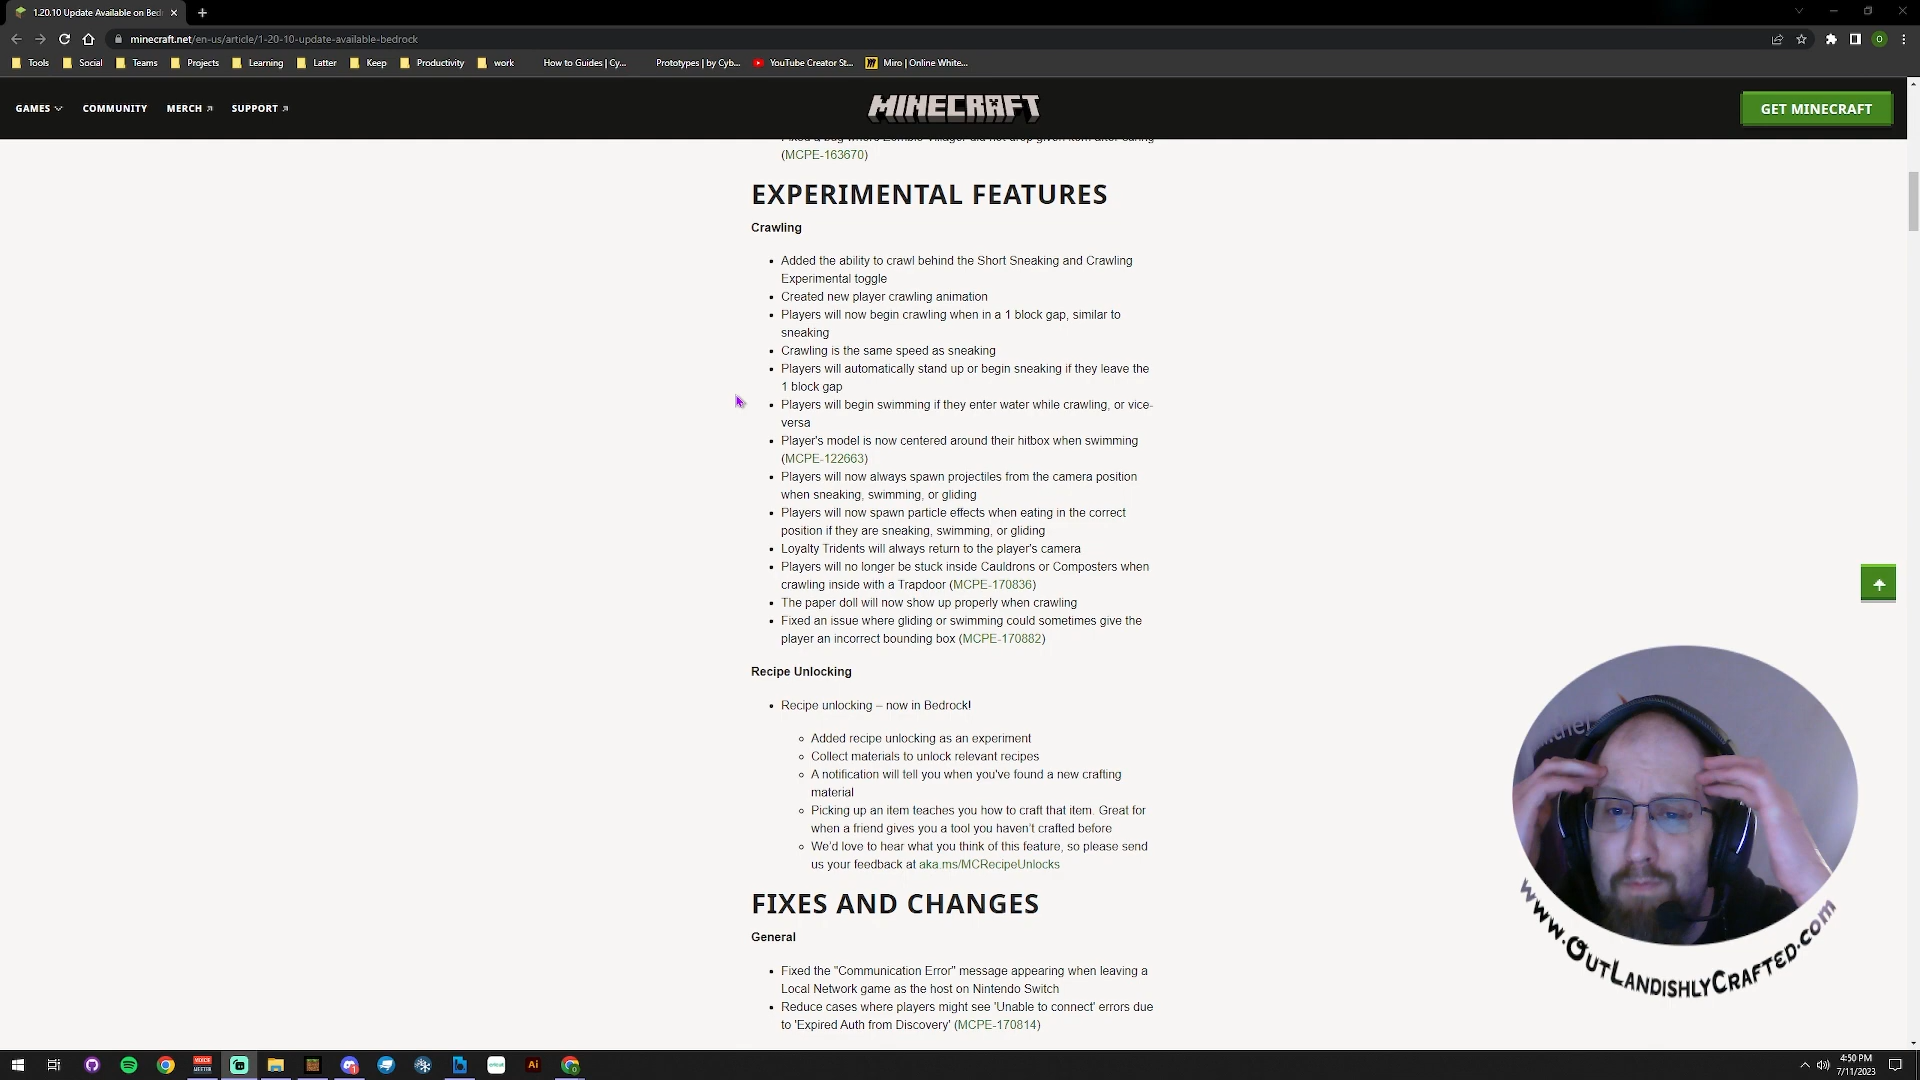 1.20.10 Update Available on Bed
minecraft.net/en-us/article/1-20-10-update-available-bedrock
Tools Social Teams Projects Learning Latter Keep Productivity work How to Guides | Cy... Prototypes | by Cyb... YouTube Creator St... Miro | Online White...
GAMES COMMUNITY MERCH SUPPORT MINECRAFT GET MINECRAFT
(MCPE-163670)
EXPERIMENTAL FEATURES
Crawling
• Added the ability to crawl behind the Short Sneaking and Crawling
Experimental toggle
• Created new player crawling animation
• Players will now begin crawling when in a 1 block gap, similar to
sneaking
• Crawling is the same speed as sneaking
• Players will automatically stand up or begin sneaking if they leave the
1 block gap
• Players will begin swimming if they enter water while crawling, or vice-
versa
• Player's model is now centered around their hitbox when swimming
(MCPE-122663)
• Players will now always spawn projectiles from the camera position
when sneaking, swimming, or gliding
• Players will now spawn particle effects when eating in the correct
position if they are sneaking, swimming, or gliding
• Loyalty Tridents will always return to the player's camera
• Players will no longer be stuck inside Cauldrons or Composters when
crawling inside with a Trapdoor (MCPE-170836)
• The paper doll will now show up properly when crawling
• Fixed an issue where gliding or swimming could sometimes give the
player an incorrect bounding box (MCPE-170882)
Recipe Unlocking
• Recipe unlocking – now in Bedrock!
◦ Added recipe unlocking as an experiment
◦ Collect materials to unlock relevant recipes
◦ A notification will tell you when you've found a new crafting
material
◦ Picking up an item teaches you how to craft that item. Great for
when a friend gives you a tool you haven't crafted before
◦ We'd love to hear what you think of this feature, so please send
us your feedback at aka.ms/MCRecipeUnlocks
FIXES AND CHANGES
General
• Fixed the "Communication Error" message appearing when leaving a
Local Network game as the host on Nintendo Switch
• Reduce cases where players might see 'Unable to connect' errors due
to 'Expired Auth from Discovery' (MCPE-170814)
www.OutLandishlyCrafted.com
Ai
4:50 PM
7/11/2023